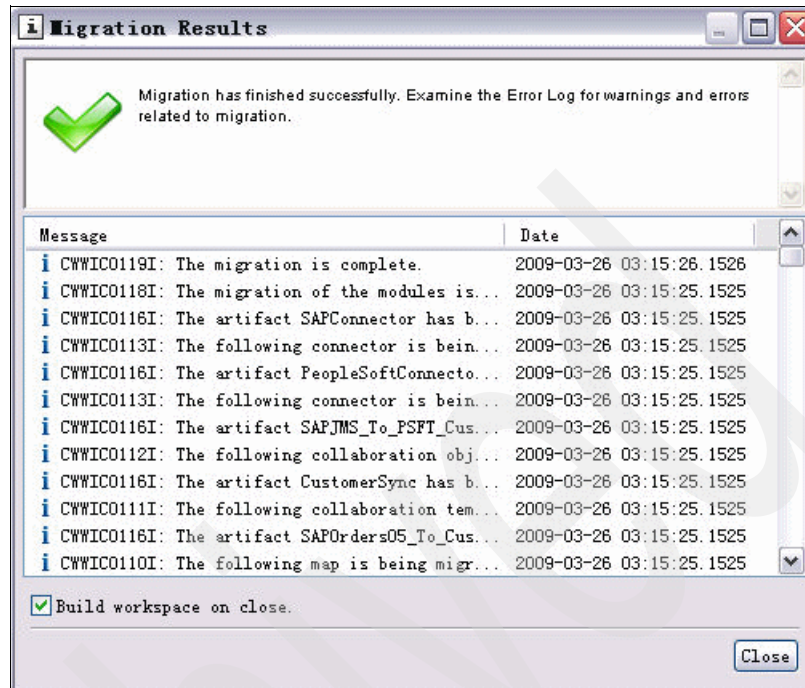 Migration Results
Migration has finished successfully. Examine the Error Log for warnings and errors
related to migration.
Message Date
CWWIC0119I: The migration is complete. 2009-03-26 03:15:26.1526
CWWIC0118I: The migration of the modules is... 2009-03-26 03:15:25.1525
CWWIC0116I: The artifact SAPConnector has b... 2009-03-26 03:15:25.1525
CWWIC0113I: The following connector is bein... 2009-03-26 03:15:25.1525
CWWIC0116I: The artifact PeopleSoftConnecto... 2009-03-26 03:15:25.1525
CWWIC0113I: The following connector is bein... 2009-03-26 03:15:25.1525
CWWIC0116I: The artifact SAPJMS_To_PSFT_Cus... 2009-03-26 03:15:25.1525
CWWIC0112I: The following collaboration obj... 2009-03-26 03:15:25.1525
CWWIC0116I: The artifact CustomerSync has b... 2009-03-26 03:15:25.1525
CWWIC0111I: The following collaboration tem... 2009-03-26 03:15:25.1525
CWWIC0116I: The artifact SAPOrders05_To_Cus... 2009-03-26 03:15:25.1525
CWWIC0110I: The following map is being migr... 2009-03-26 03:15:25.1525
Build workspace on close.
Close